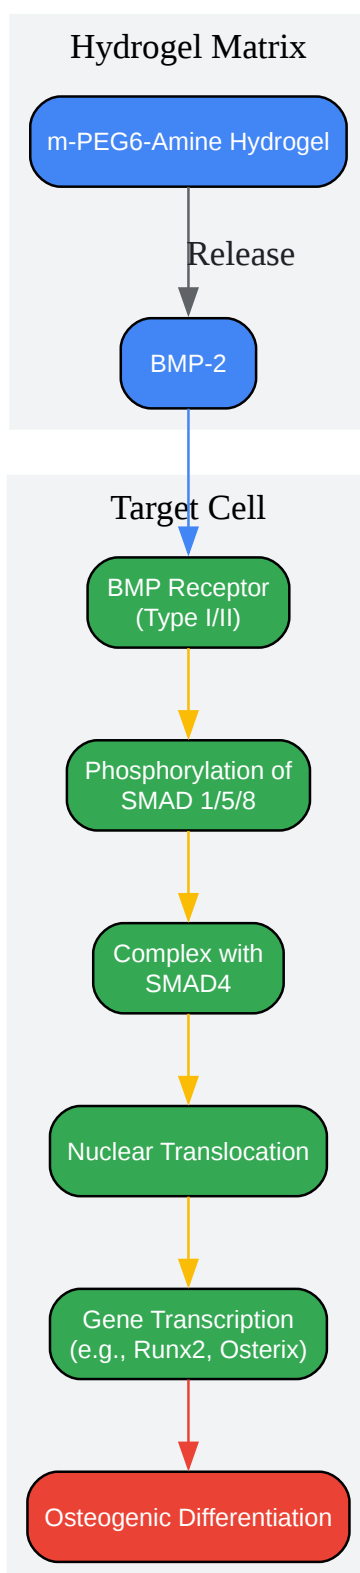 Hydrogel Matrix
m-PEG6-Amine Hydrogel
Release
BMP-2
Target Cell
BMP Receptor
(Type I/II)
Phosphorylation of
SMAD 1/5/8
Complex with
SMAD4
Nuclear Translocation
Gene Transcription
(e.g., Runx2, Osterix)
Osteogenic Differentiation